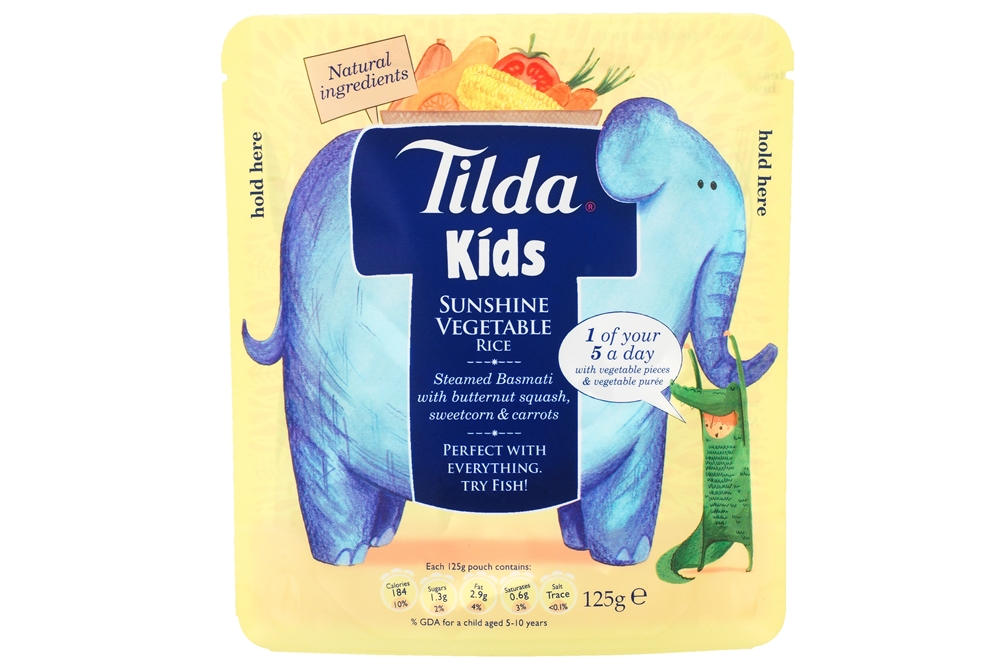 Natural
ingredients
hold here
hold here
Tilda®
Kíds
SUNSHINE
VEGETABLE
RICE
Steamed Basmati
with butternut squash,
sweetcorn & carrots
PERFECT WITH
EVERYTHING.
TRY FISH!
1 of your
5 a day
with vegetable pieces
& vegetable purée
Each 125g pouch contains:
Calories
184
10%
Sugars
1.3g
2%
Fat
2.9g
4%
Saturates
0.6g
3%
Salt
Trace
<0.1%
125g ℮
% GDA for a child aged 5-10 years